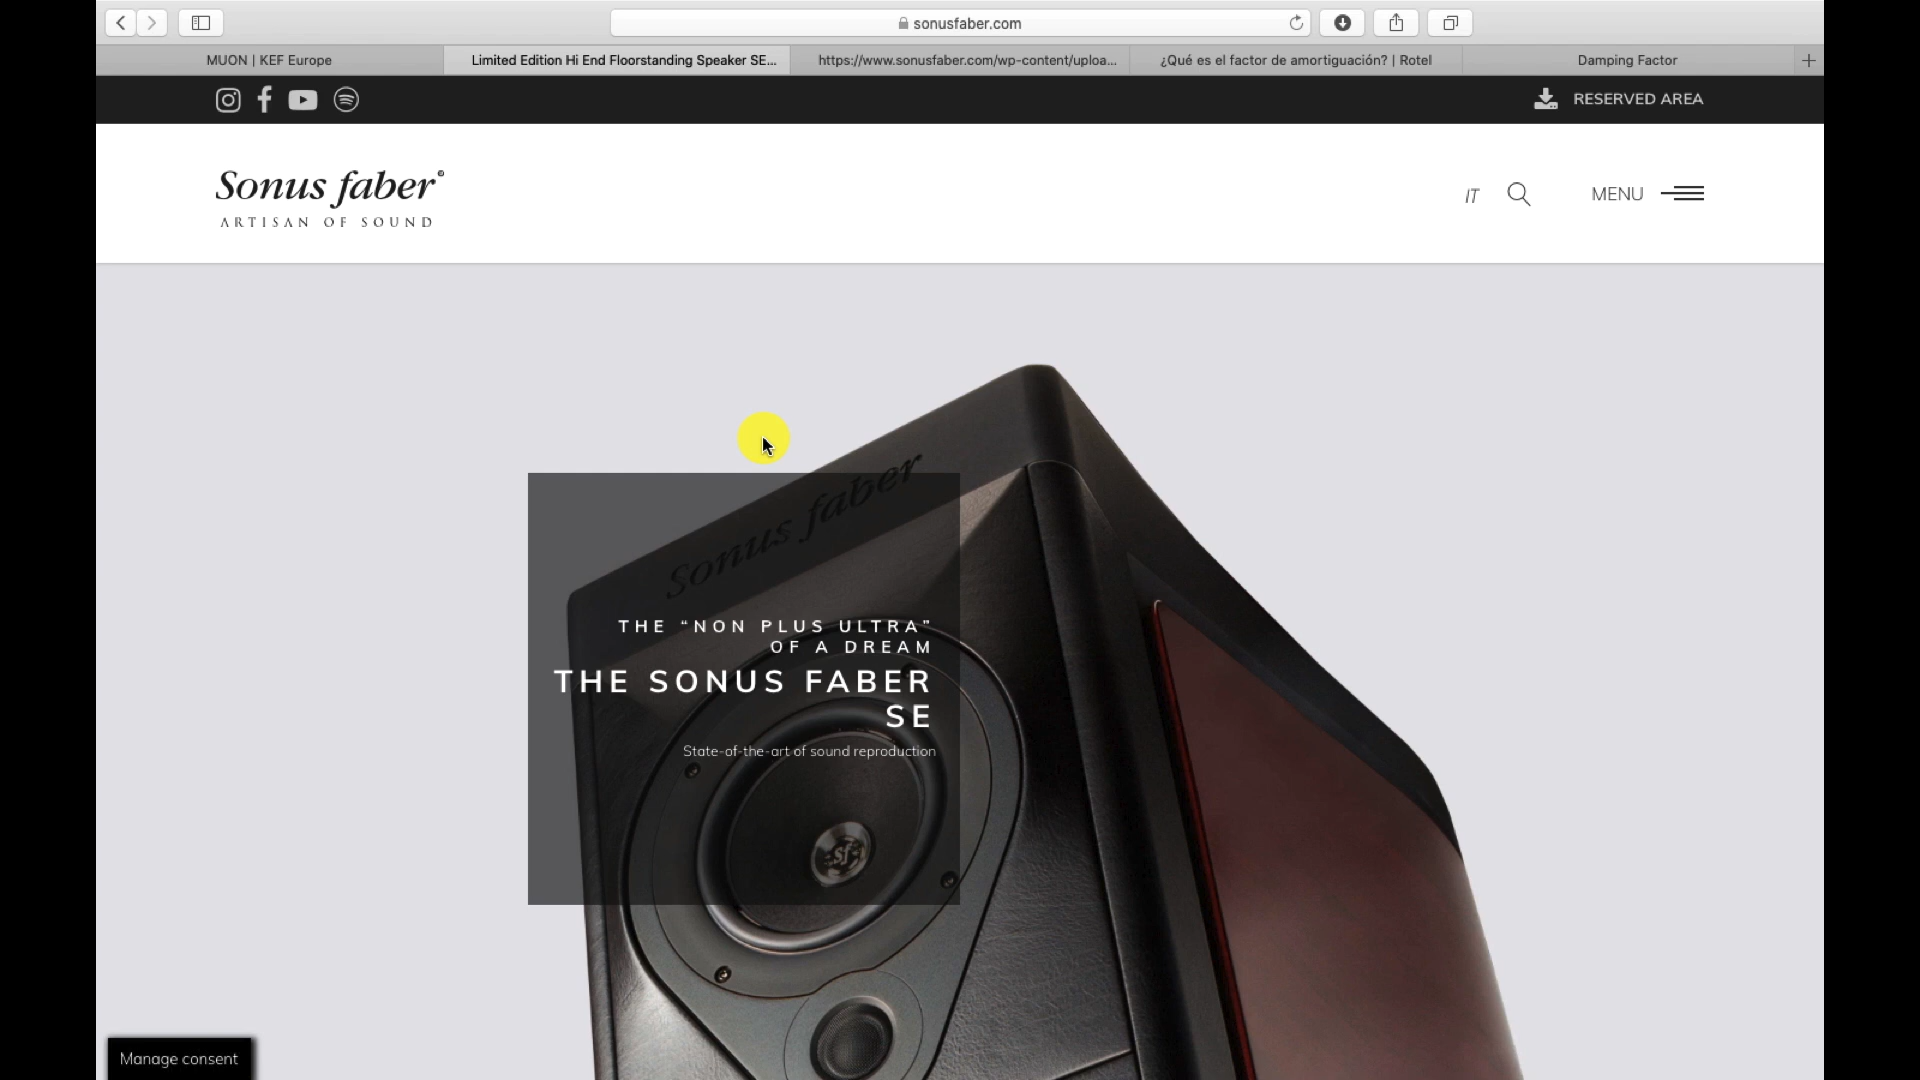 sonusfaber.com
MUON | KEF Europe
Limited Edition Hi End Floorstanding Speaker SE...
https://www.sonusfaber.com/wp-content/uploa...
¿Qué es el factor de amortiguación? | Rotel
Damping Factor
RESERVED AREA
Sonus faber
ARTISAN OF SOUND
IT
MENU
Sonus faber
THE “NON PLUS ULTRA”
OF A DREAM
THE SONUS FABER
SE
State-of-the-art of sound reproduction
sf
Manage consent